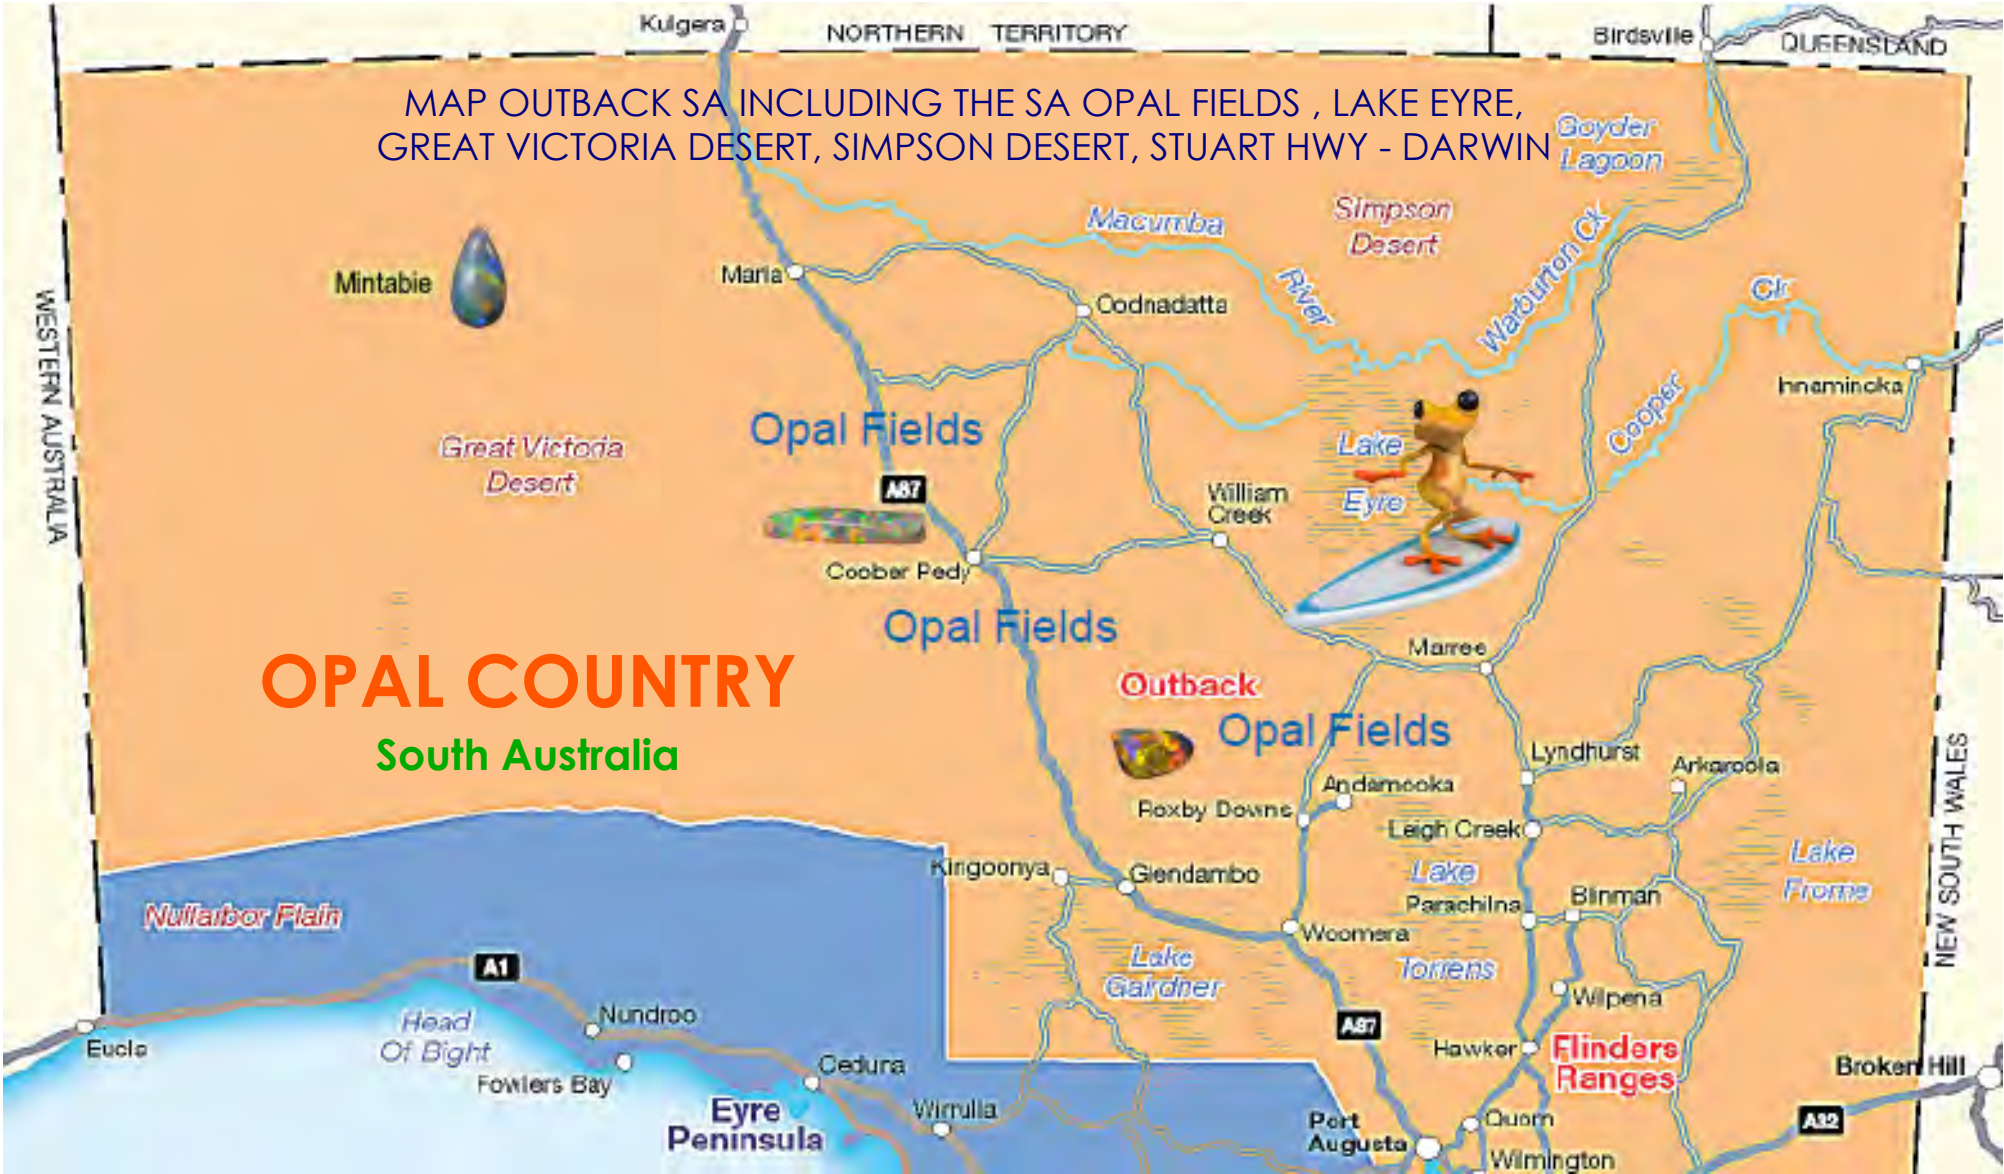 Kulgera
NORTHERN TERRITORY
Birdsville
QUEENSLAND
MAP OUTBACK SA INCLUDING THE SA OPAL FIELDS , LAKE EYRE,
GREAT VICTORIA DESERT, SIMPSON DESERT, STUART HWY - DARWIN
Goyder
Lagoon
Simpson
Desert
Macumba
River
Warburton Ck
Mintabie
Marla
Oodnadatta
Ck
Cooper
Innamincka
WESTERN AUSTRALIA
Opal Fields
Great Victoria
Desert
A87
Lake
Eyre
William
Creek
Coober Pedy
Opal Fields
OPAL COUNTRY
South Australia
Marree
Outback
Opal Fields
Lyndhurst
Arkaroola
Andamooka
Roxby Downs
Leigh Creek
NEW SOUTH WALES
Lake
Frome
Kingoonya
Glendambo
Lake
Torrens
Parachilna
Blinman
Nullarbor Plain
Woomera
Lake
Gairdner
A1
Wilpena
Nundroo
Head
Of Bight
A87
Eucla
Hawker
Flinders
Ranges
Broken Hill
Fowlers Bay
Ceduna
Eyre
Peninsula
Wirrulla
Port
Augusta
Quorn
A32
Wilmington